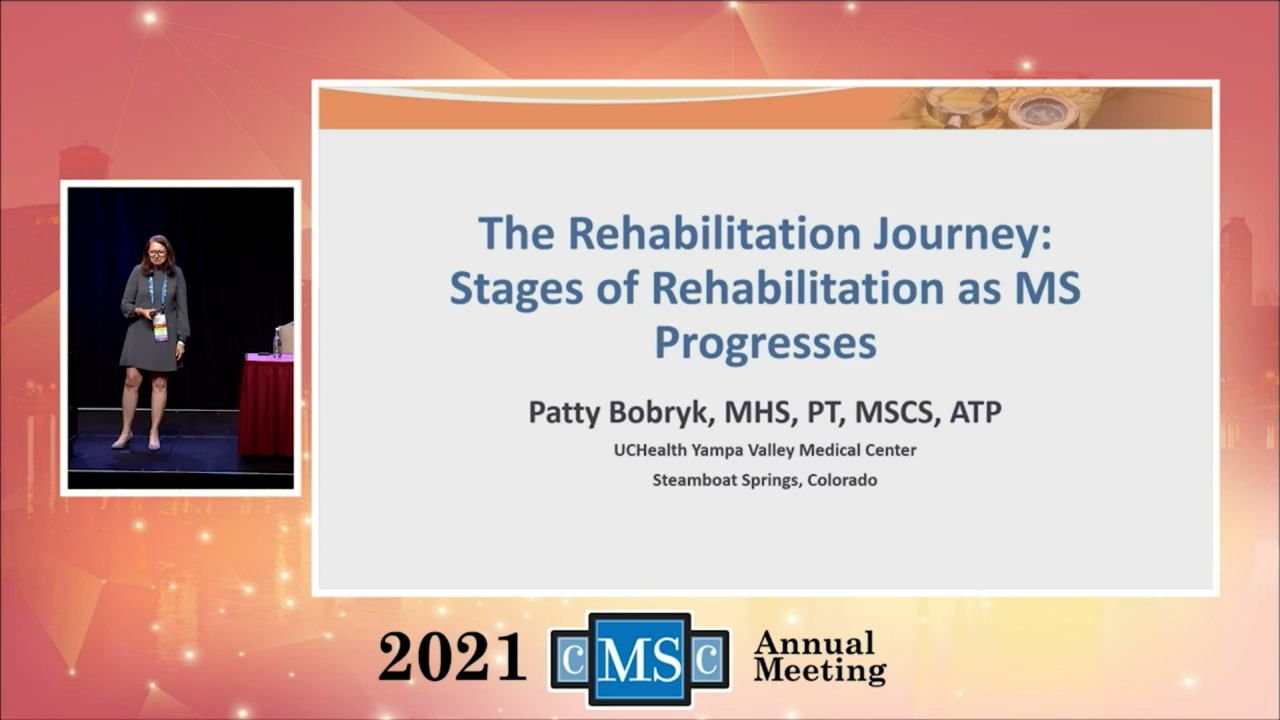 The Rehabilitation Journey:
Stages of Rehabilitation as MS
Progresses
Patty Bobryk, MHS, PT, MSCS, ATP
UCHealth Yampa Valley Medical Center
Steamboat Springs, Colorado
2021 CMSC Annual
Meeting